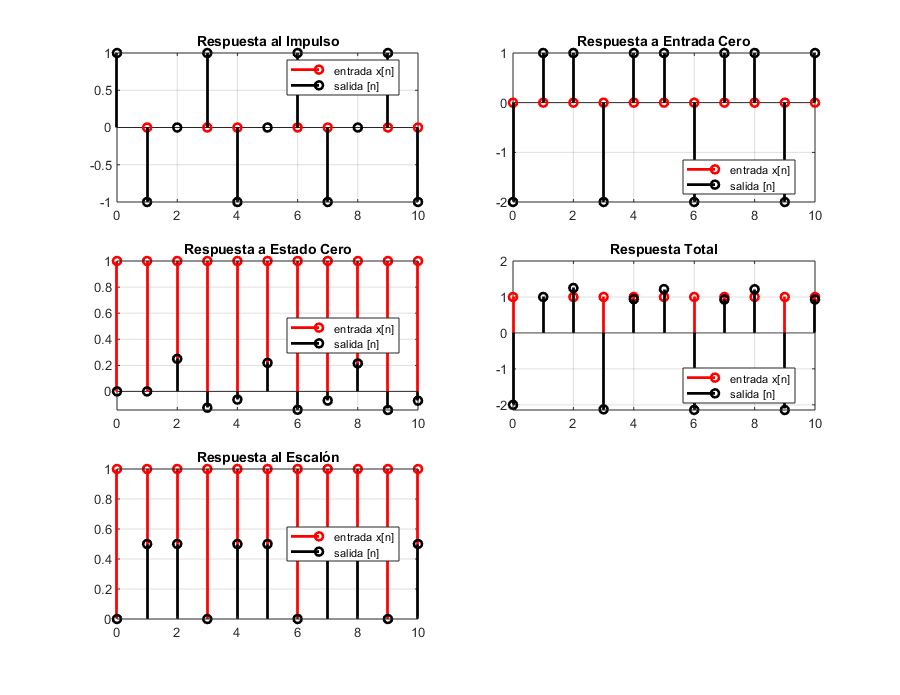 Respuesta al Impulso
1
0.5
0
-0.5
-1
0 2 4 6 8 10
entrada x[n]
salida [n]
Respuesta a Entrada Cero
1
0
-1
-2
0 2 4 6 8 10
entrada x[n]
salida [n]
Respuesta a Estado Cero
1
0.8
0.6
0.4
0.2
0
0 2 4 6 8 10
entrada x[n]
salida [n]
Respuesta Total
2
1
0
-1
-2
0 2 4 6 8 10
entrada x[n]
salida [n]
Respuesta al Escalón
1
0.8
0.6
0.4
0.2
0
0 2 4 6 8 10
entrada x[n]
salida [n]